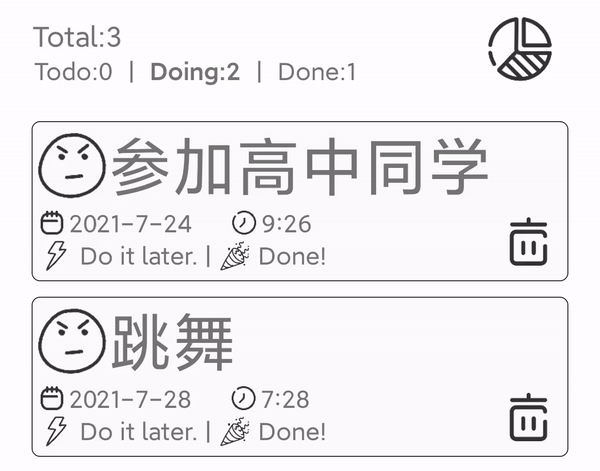 Total:3
Todo:0 | Doing:2 | Done:1
参加高中同学
2021-7-24 9:26
Do it later. | Done!
跳舞
2021-7-28 7:28
Do it later. | Done!